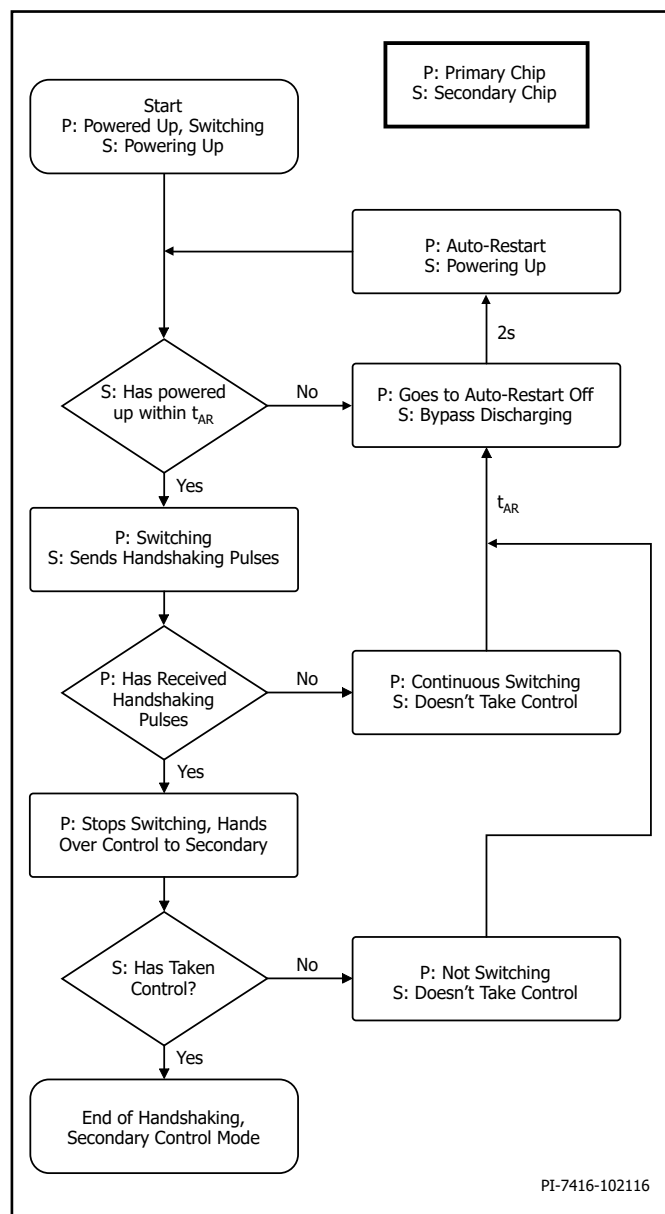 P: Primary Chip
S: Secondary Chip
Start
P: Powered Up, Switching
S: Powering Up
P: Auto-Restart
S: Powering Up
2s
S: Has powered
up within tAR
No
P: Goes to Auto-Restart Off
S: Bypass Discharging
Yes
tAR
P: Switching
S: Sends Handshaking Pulses
P: Has Received
Handshaking
Pulses
No
P: Continuous Switching
S: Doesn't Take Control
Yes
P: Stops Switching, Hands
Over Control to Secondary
S: Has Taken
Control?
No
P: Not Switching
S: Doesn't Take Control
Yes
End of Handshaking,
Secondary Control Mode
PI-7416-102116